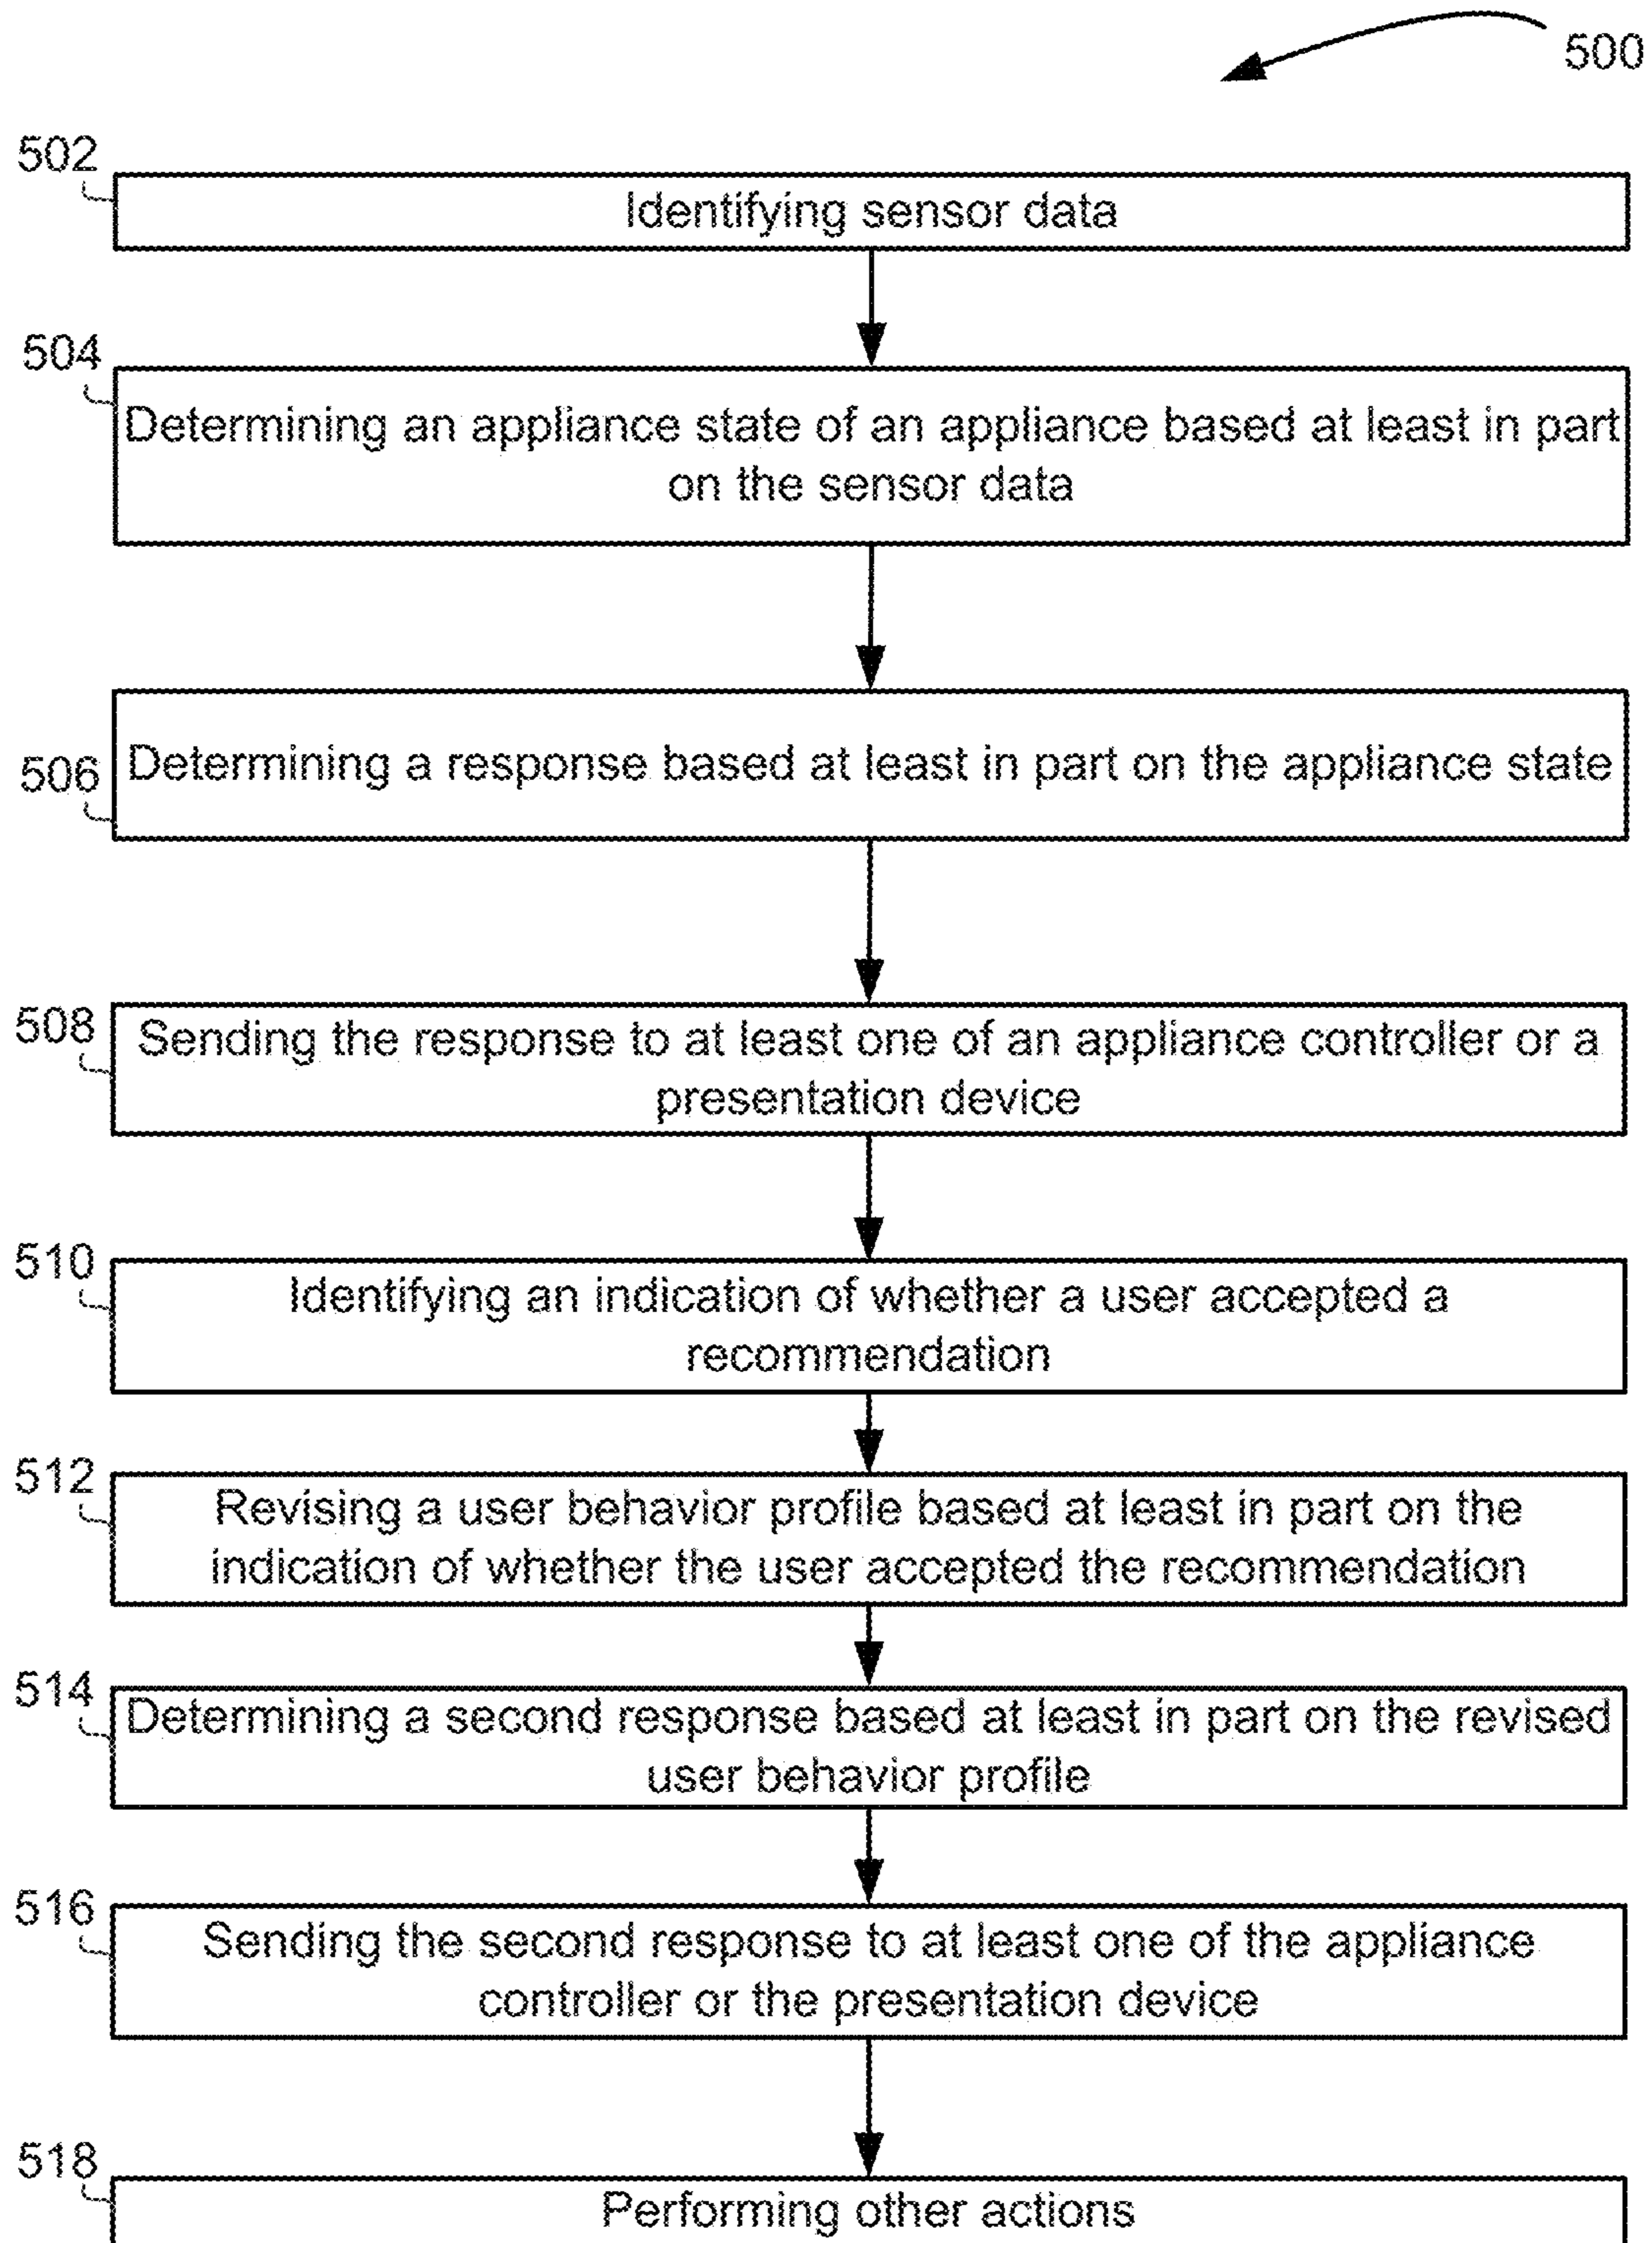 500
502
Identifying sensor data
504
Determining an appliance state of an appliance based at least in part
on the sensor data
506
Determining a response based at least in part on the appliance state
508
Sending the response to at least one of an appliance controller or a
presentation device
510
Identifying an indication of whether a user accepted a
recommendation
512
Revising a user behavior profile based at least in part on the
indication of whether the user accepted the recommendation
514
Determining a second response based at least in part on the revised
user behavior profile
516
Sending the second response to at least one of the appliance
controller or the presentation device
518
Performing other actions